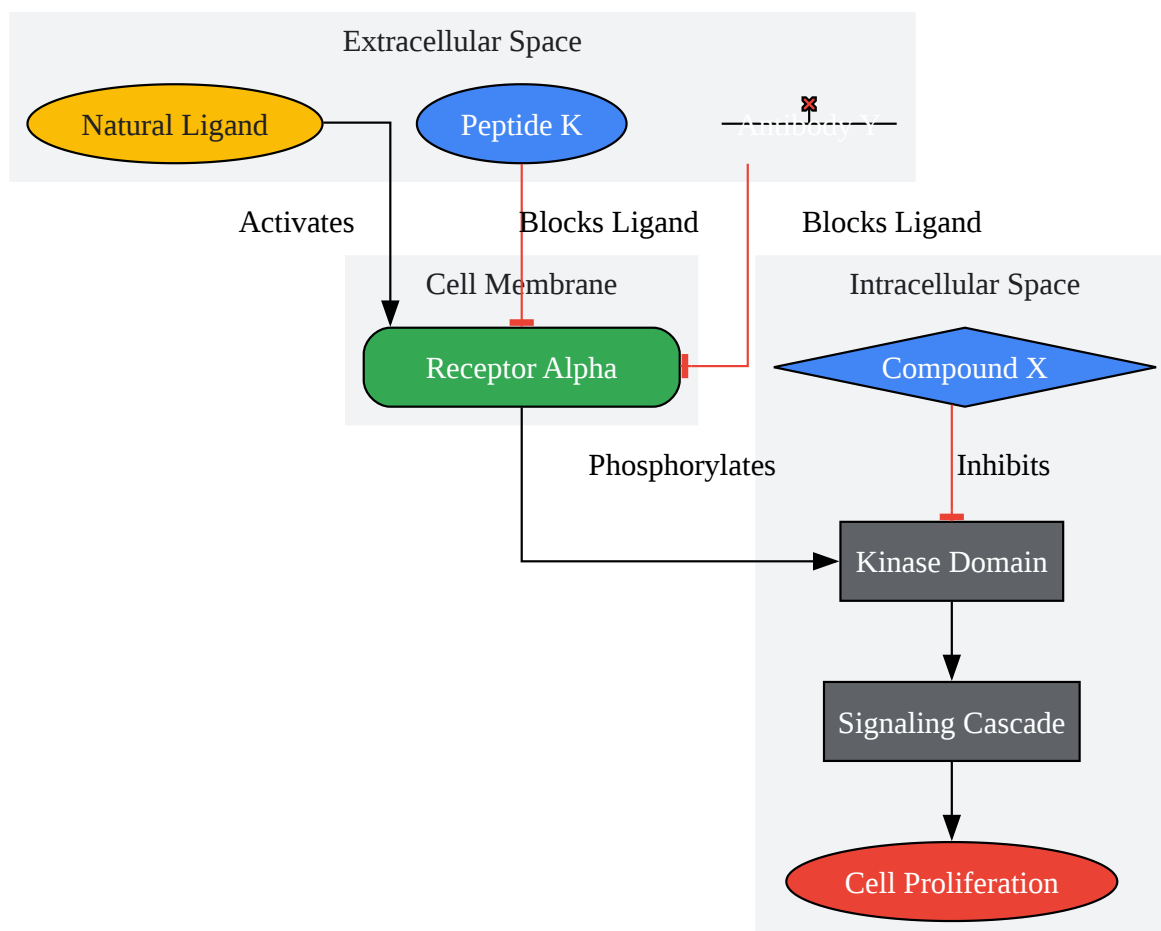 Extracellular Space
Natural Ligand
Peptide K
Antibody Y
Activates
Blocks Ligand
Blocks Ligand
Cell Membrane
Intracellular Space
Receptor Alpha
Compound X
Phosphorylates
Inhibits
Kinase Domain
Signaling Cascade
Cell Proliferation